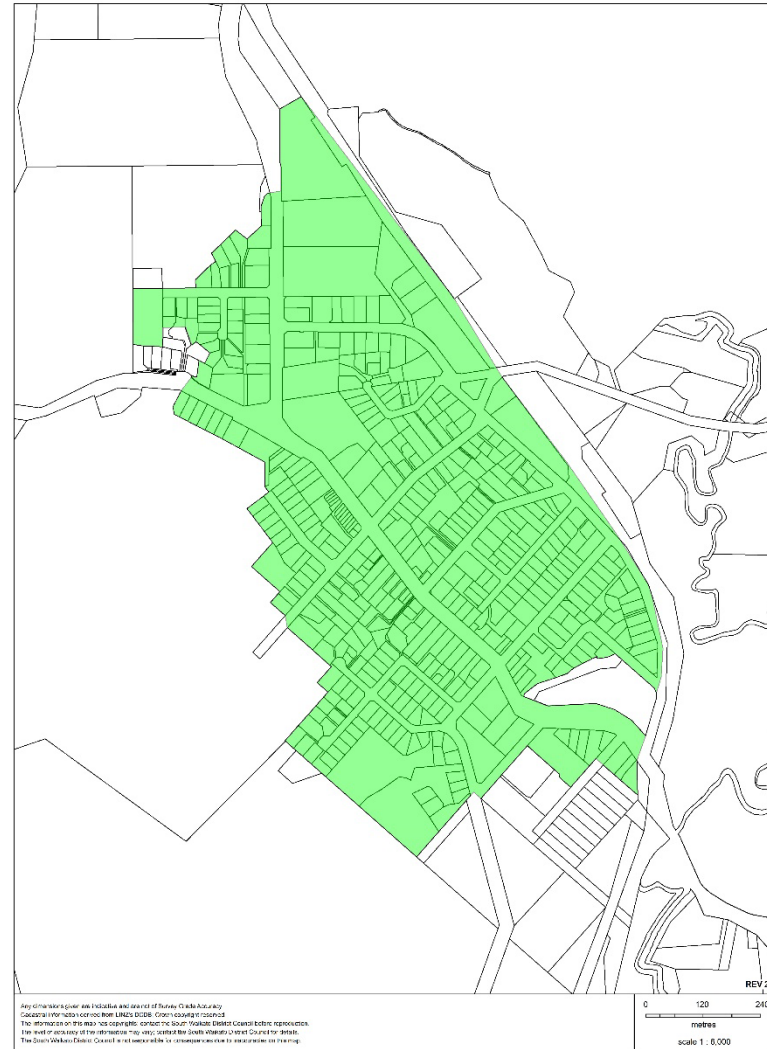 REV 2
Any dimensions given are indicative and are not of Survey Grade Accuracy
Cadastral Information derived from LINZ's DCDB. Crown copyright reserved
The information on this map has copyrights; contact the South Waikato District Council before reproduction.
The level of accuracy of the information may vary; contact the South Waikato District Council for details.
The South Waikato District Council is not responsible for consequences due to inaccuracies on this map.
0 120 240
metres
scale 1 : 6,000